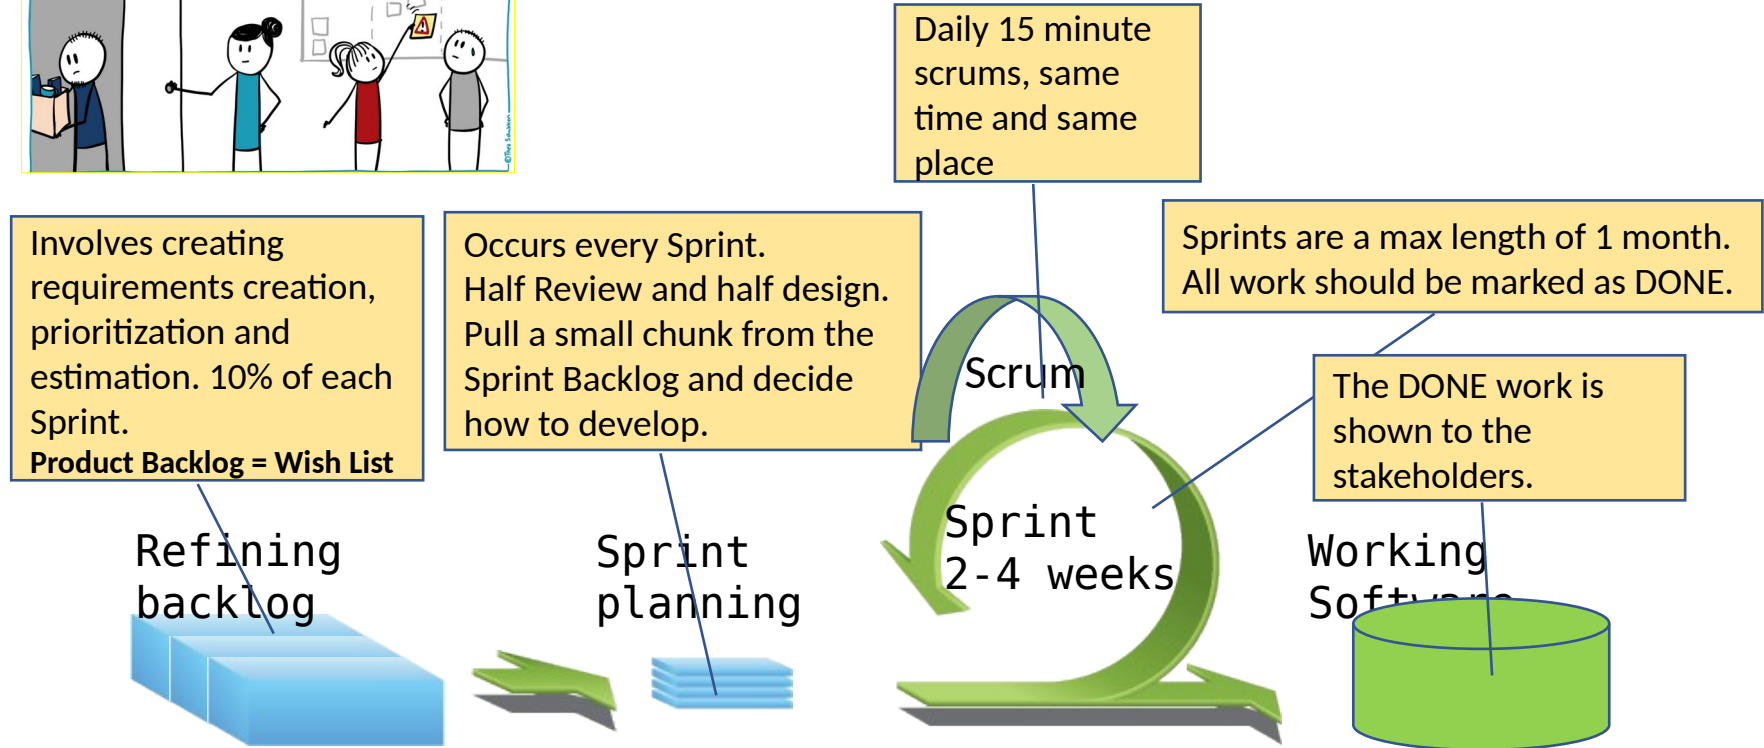 ©Thea Schukken
Daily 15 minute
scrums, same
time and same
place
Involves creating
requirements creation,
prioritization and
estimation. 10% of each
Sprint.
Product Backlog = Wish List
Occurs every Sprint.
Half Review and half design.
Pull a small chunk from the
Sprint Backlog and decide
how to develop.
Sprints are a max length of 1 month.
All work should be marked as DONE.
Scrum
The DONE work is
shown to the
stakeholders.
Refining
backlog
Sprint
planning
Sprint
2-4 weeks
Working
Software